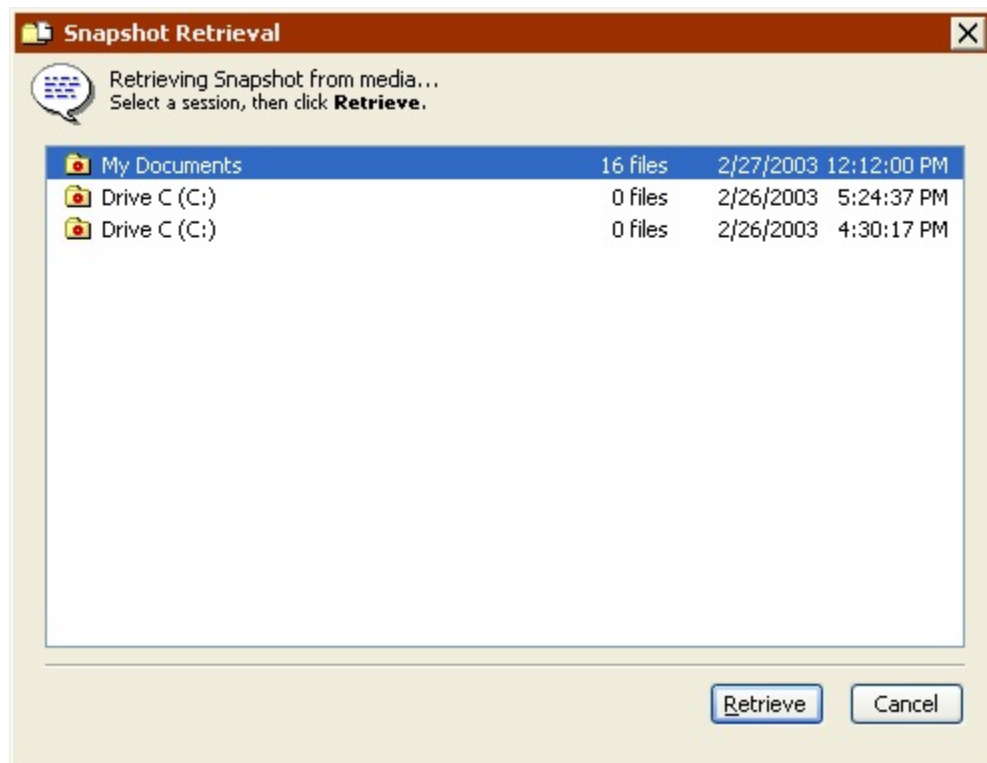 Snapshot Retrieval
Retrieving Snapshot from media...
Select a session, then click Retrieve.
My Documents 16 files 2/27/2003 12:12:00 PM
Drive C (C:) 0 files 2/26/2003 5:24:37 PM
Drive C (C:) 0 files 2/26/2003 4:30:17 PM
Retrieve Cancel